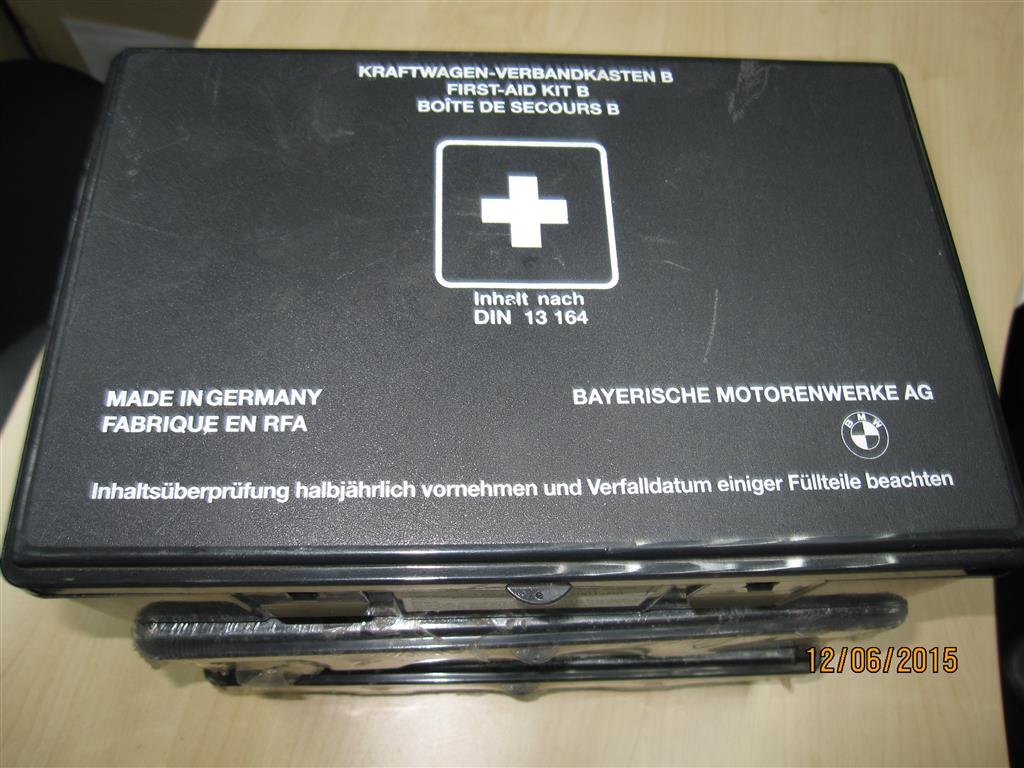 KRAFTWAGEN-VERBANDKASTEN B
FIRST-AID KIT B
BOÎTE DE SECOURS B
Inhalt nach
DIN 13 164
MADE IN GERMANY
FABRIQUE EN RFA
BAYERISCHE MOTORENWERKE AG
BMW
Inhaltsüberprüfung halbjährlich vornehmen und Verfalldatum einiger Füllteile beachten
12/06/2015